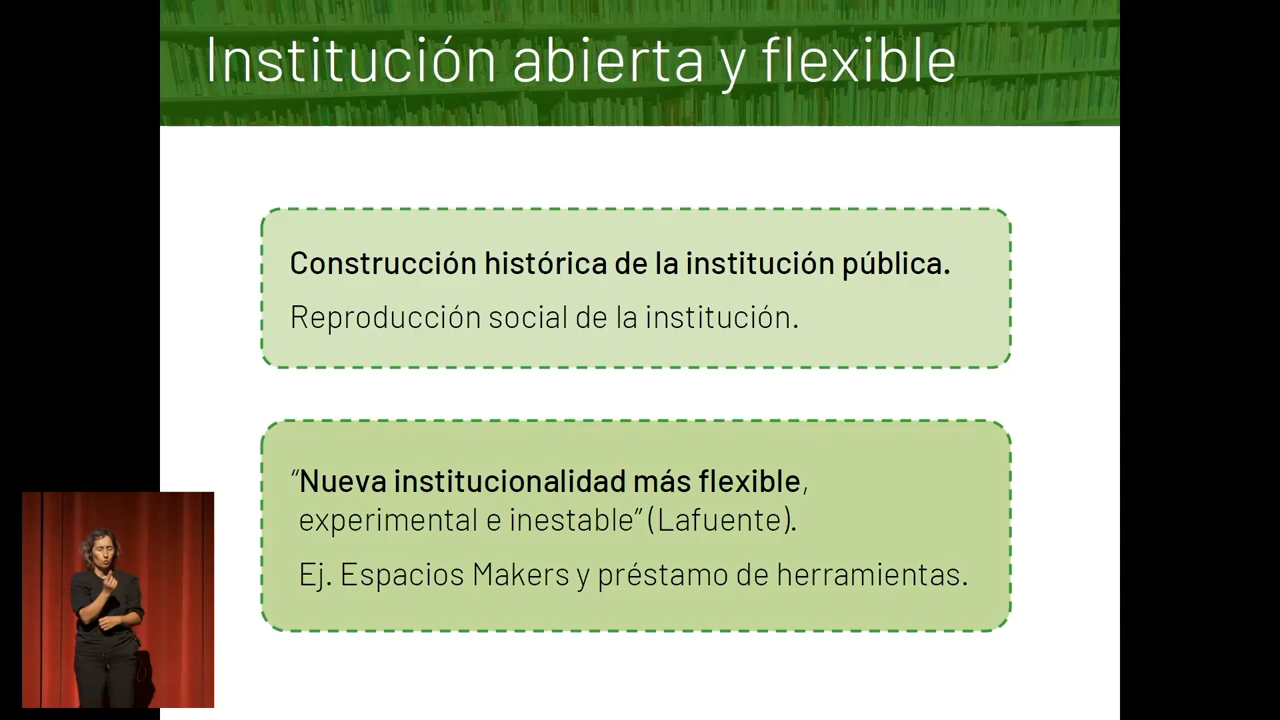 Institución abierta y flexible
Construcción histórica de la institución pública.
Reproducción social de la institución.
“Nueva institucionalidad más flexible,
experimental e inestable” (Lafuente).
Ej. Espacios Makers y préstamo de herramientas.